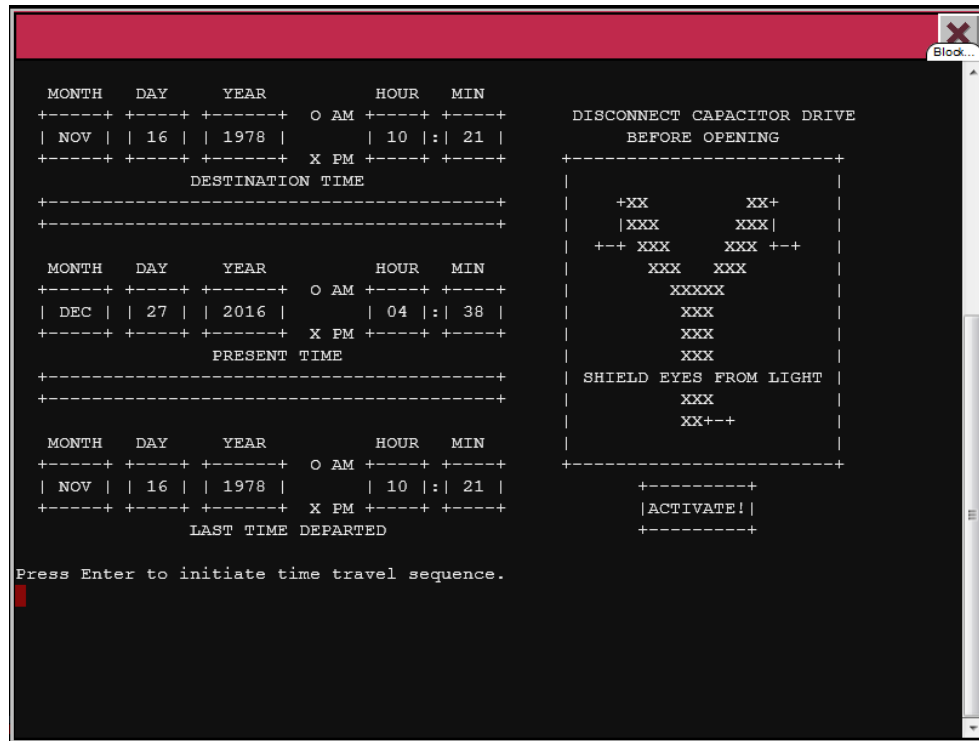 Block...
MONTH DAY YEAR HOUR MIN
+-----+ +----+ +------+ O AM +----+ +----+
| NOV | | 16 | | 1978 | | 10 |:| 21 |
+-----+ +----+ +------+ X PM +----+ +----+
DESTINATION TIME
+------------------------------------------+
+------------------------------------------+
MONTH DAY YEAR HOUR MIN
+-----+ +----+ +------+ O AM +----+ +----+
| DEC | | 27 | | 2016 | | 04 |:| 38 |
+-----+ +----+ +------+ X PM +----+ +----+
PRESENT TIME
+------------------------------------------+
+------------------------------------------+
MONTH DAY YEAR HOUR MIN
+-----+ +----+ +------+ O AM +----+ +----+
| NOV | | 16 | | 1978 | | 10 |:| 21 |
+-----+ +----+ +------+ X PM +----+ +----+
LAST TIME DEPARTED
DISCONNECT CAPACITOR DRIVE
BEFORE OPENING
+-------------------------+
| |
| +XX XX+ |
| |XXX XXX| |
| +-+ XXX XXX +-+ |
| XXX XXX |
| XXXXX |
| XXX |
| XXX |
| XXX |
| SHIELD EYES FROM LIGHT |
| XXX |
| XX+-+ |
| |
+-------------------------+
+---------+
|ACTIVATE!|
+---------+
Press Enter to initiate time travel sequence.